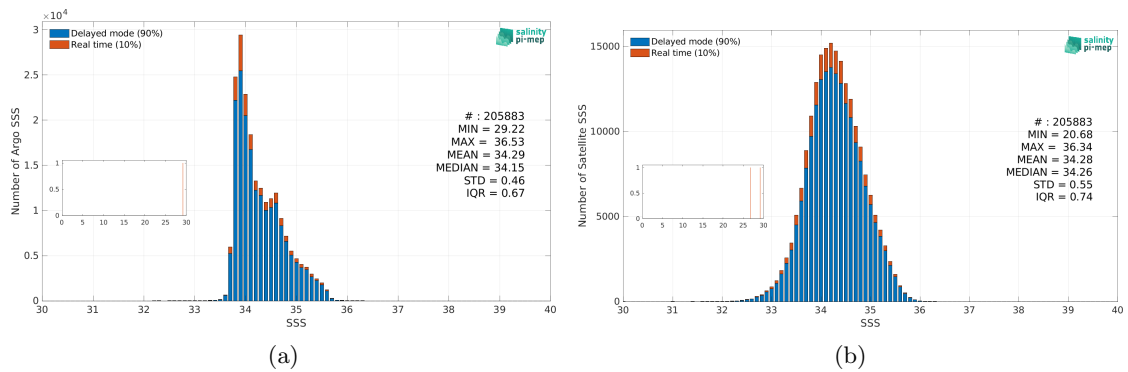 ×10^4
3
2.5
2
1.5
1
0.5
0
Number of Argo SSS
Delayed mode (90%)
Real time (10%)
salinity
pi-mep
# : 205883
MIN = 29.22
MAX = 36.53
MEAN = 34.29
MEDIAN = 34.15
STD = 0.46
IQR = 0.67
1
0.5
0
0 5 10 15 20 25 30
30 31 32 33 34 35 36 37 38 39 40
SSS
(a)
15000
10000
5000
0
Number of Satellite SSS
Delayed mode (90%)
Real time (10%)
salinity
pi-mep
# : 205883
MIN = 20.68
MAX = 36.34
MEAN = 34.28
MEDIAN = 34.26
STD = 0.55
IQR = 0.74
1
0.5
0
0 5 10 15 20 25 30
30 31 32 33 34 35 36 37 38 39 40
SSS
(b)